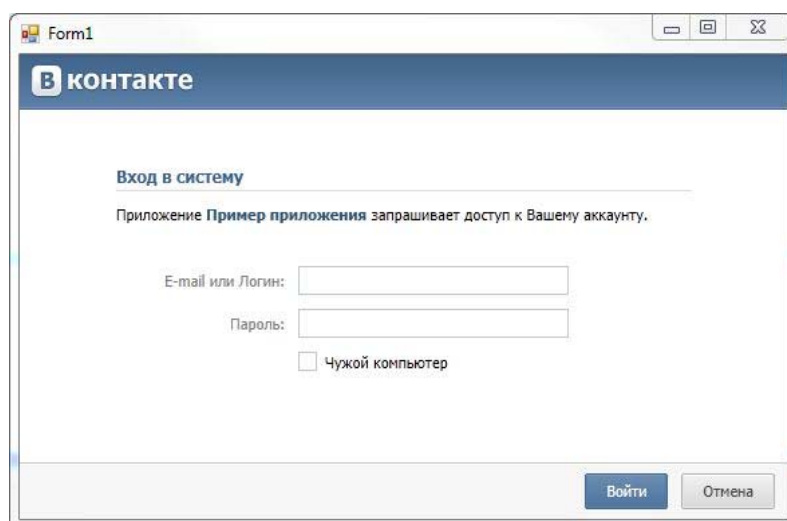 Form1
В контакте
Вход в систему
Приложение Пример приложения запрашивает доступ к Вашему аккаунту.
E-mail или Логин:
Пароль:
Чужой компьютер
Войти Отмена